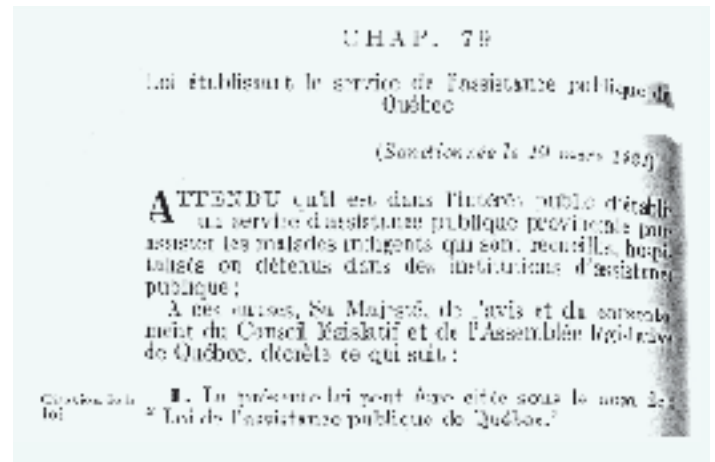 CHAP. 79
Loi établissant le service de l'assistance publique de
Québec
(Sanctionnée le 19 mars 1921)
ATTENDU qu'il est dans l'intérêt public d'établir
un service d'assistance publique provinciale pour
assister les malades indigents qui sont recueillis, hospi-
talisés ou détenus dans des institutions d'assistance
publique;
A ces causes, Sa Majesté, de l'avis et du consente-
ment du Conseil législatif et de l'Assemblée législative
de Québec, décrète ce qui suit :
Citation de la
loi
1. La présente loi peut être citée sous le nom de:
" Loi de l'assistance publique de Québec."